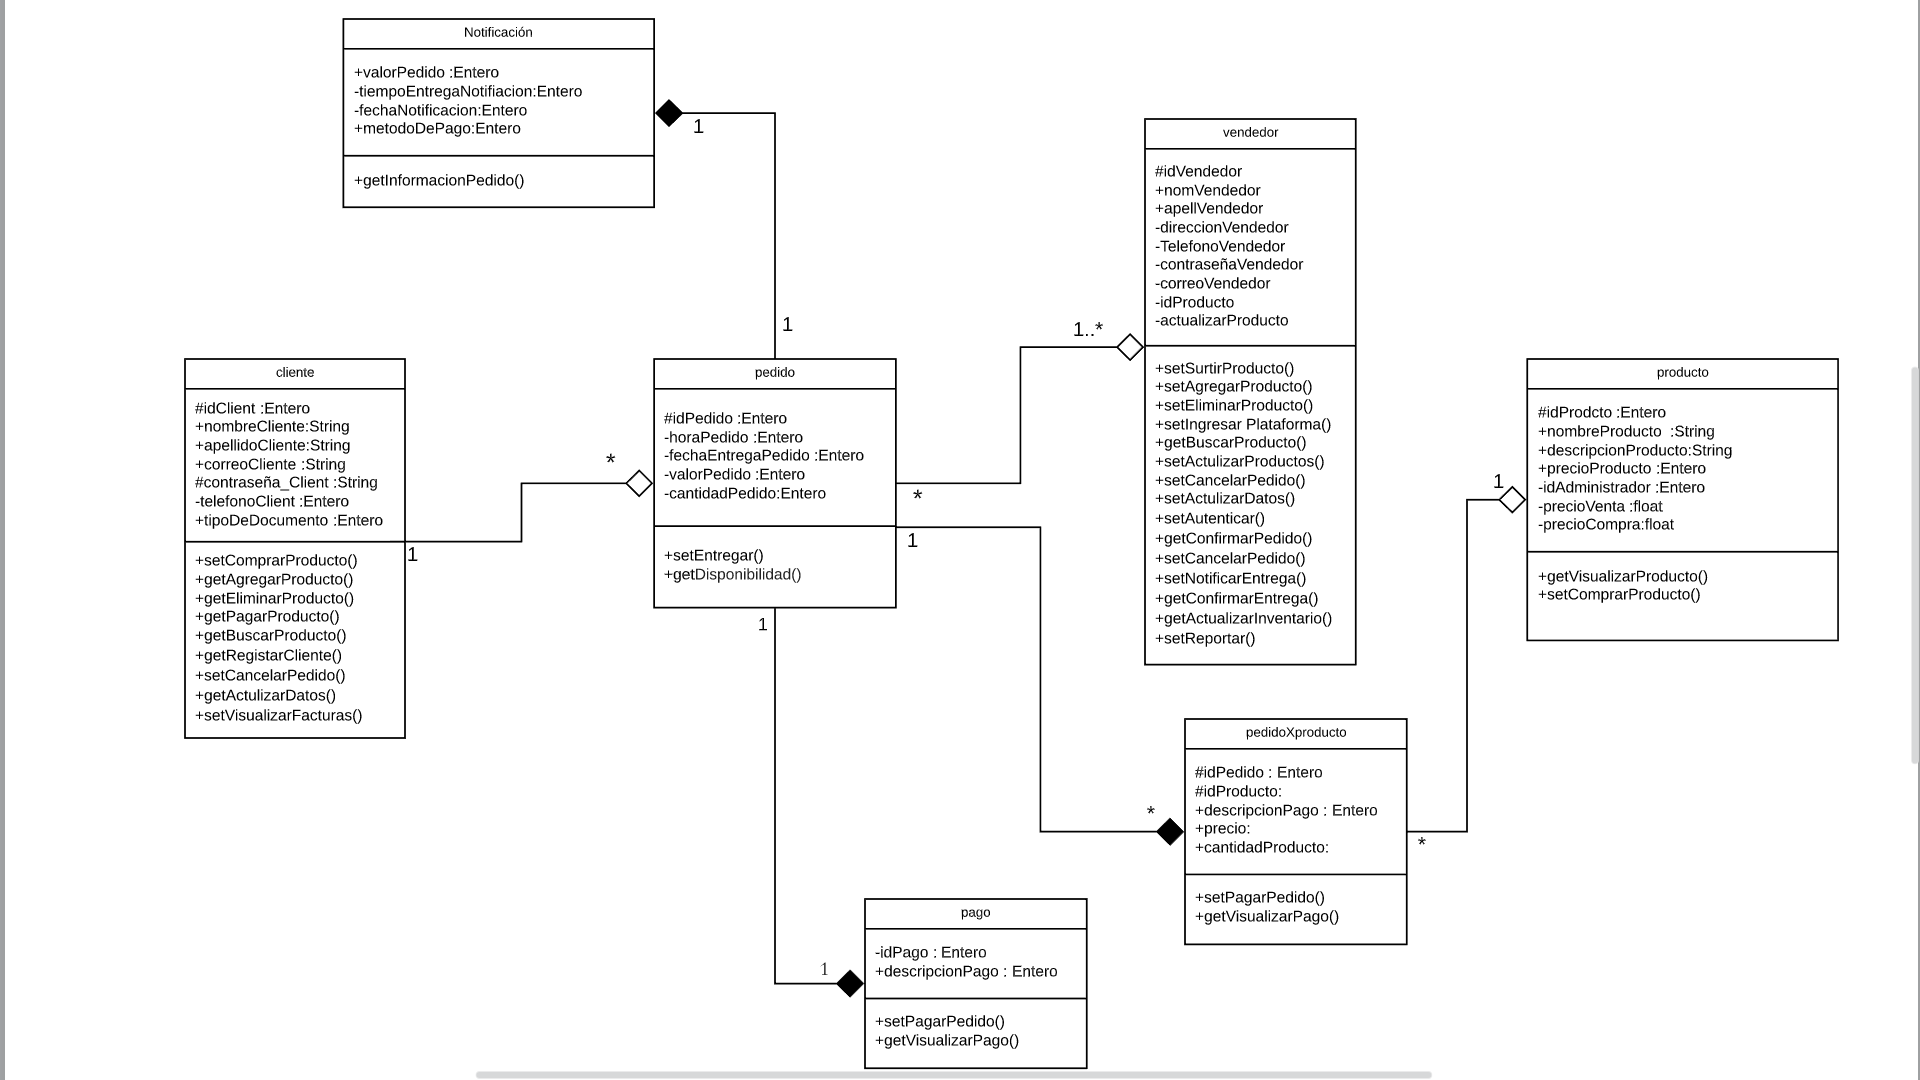 Notificación
+valorPedido :Entero
-tiempoEntregaNotifiacion:Entero
-fechaNotificacion:Entero
+metodoDePago:Entero
+getInformacionPedido()
1
1
vendedor
#idVendedor
+nomVendedor
+apellVendedor
-direccionVendedor
-TelefonoVendedor
-contraseñaVendedor
-correoVendedor
-idProducto
-actualizarProducto
+setSurtirProducto()
+setAgregarProducto()
+setEliminarProducto()
+setIngresar Plataforma()
+getBuscarProducto()
+setActulizarProductos()
+setCancelarPedido()
+setActulizarDatos()
+setAutenticar()
+getConfirmarPedido()
+setCancelarPedido()
+setNotificarEntrega()
+getConfirmarEntrega()
+getActualizarInventario()
+setReportar()
1..*
*
cliente
#idClient :Entero
+nombreCliente:String
+apellidoCliente:String
+correoCliente :String
#contraseña_Client :String
-telefonoClient :Entero
+tipoDeDocumento :Entero
+setComprarProducto()
+getAgregarProducto()
+getEliminarProducto()
+getPagarProducto()
+getBuscarProducto()
+getRegistarCliente()
+setCancelarPedido()
+getActulizarDatos()
+setVisualizarFacturas()
1
*
pedido
#idPedido :Entero
-horaPedido :Entero
-fechaEntregaPedido :Entero
-valorPedido :Entero
-cantidadPedido:Entero
+setEntregar()
+getDisponibilidad()
1
1
producto
#idProdcto :Entero
+nombreProducto  :String
+descripcionProducto:String
+precioProducto :Entero
-idAdministrador :Entero
-precioVenta :float
-precioCompra:float
+getVisualizarProducto()
+setComprarProducto()
1
pedidoXproducto
#idPedido : Entero
#idProducto:
+descripcionPago : Entero
+precio:
+cantidadProducto:
+setPagarPedido()
+getVisualizarPago()
*
*
pago
-idPago : Entero
+descripcionPago : Entero
+setPagarPedido()
+getVisualizarPago()
1